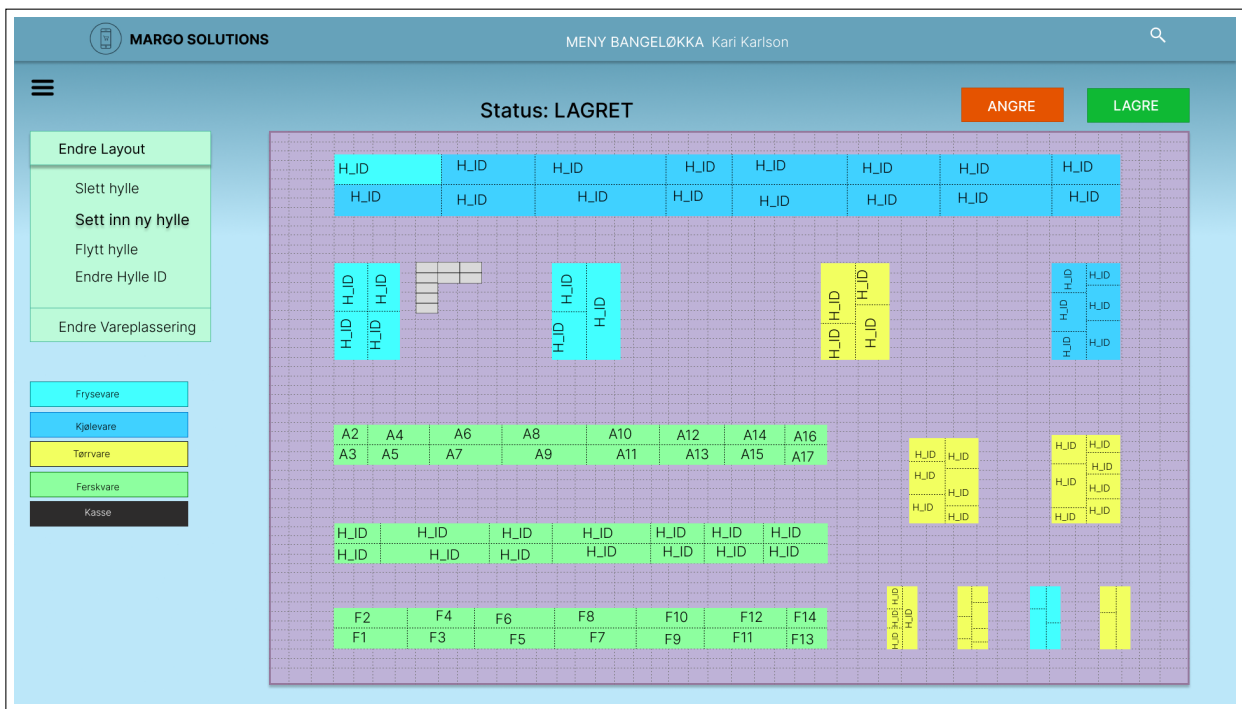 MARGO SOLUTIONS
MENY BANGELØKKA Kari Karlson
Status: LAGRET
ANGRE
LAGRE
Endre Layout
Slett hylle
Sett inn ny hylle
Flytt hylle
Endre Hylle ID
Endre Vareplassering
Frysevare
Kjølevare
Tørrvare
Ferskvare
Kasse
H_ID H_ID H_ID H_ID H_ID H_ID H_ID H_ID
H_ID H_ID H_ID H_ID H_ID H_ID H_ID H_ID
H_ID H_ID
H_ID H_ID
H_ID H_ID
H_ID
H_ID H_ID
H_ID H_ID
H_ID H_ID
H_ID H_ID
H_ID H_ID
A2 A4 A6 A8 A10 A12 A14 A16
A3 A5 A7 A9 A11 A13 A15 A17
H_ID H_ID
H_ID
H_ID
H_ID H_ID
H_ID H_ID
H_ID
H_ID H_ID
H_ID H_ID
H_ID H_ID H_ID H_ID H_ID H_ID H_ID
H_ID H_ID H_ID H_ID H_ID H_ID H_ID
F2 F4 F6 F8 F10 F12 F14
F1 F3 F5 F7 F9 F11 F13
H_ID
H_ID H_ID
H_ID